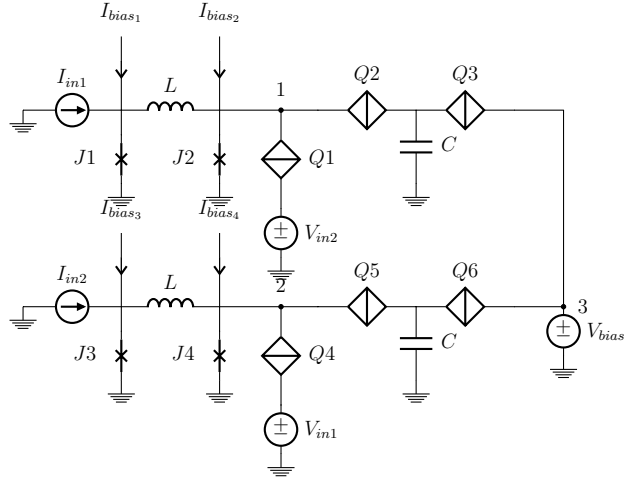 I_{bias_1} I_{bias_2}
I_{in1} L 1 Q2 Q3
J1 J2 Q1 C
V_{in2}
I_{bias_3} I_{bias_4}
I_{in2} L 2 Q5 Q6
3
J3 J4 Q4 C V_{bias}
V_{in1}